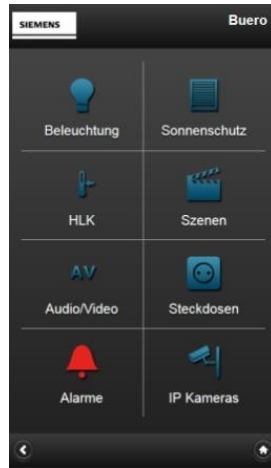 SIEMENS
Buero
Beleuchtung
Sonnenschutz
HLK
Szenen
AV
Audio/Video
Steckdosen
Alarme
IP Kameras